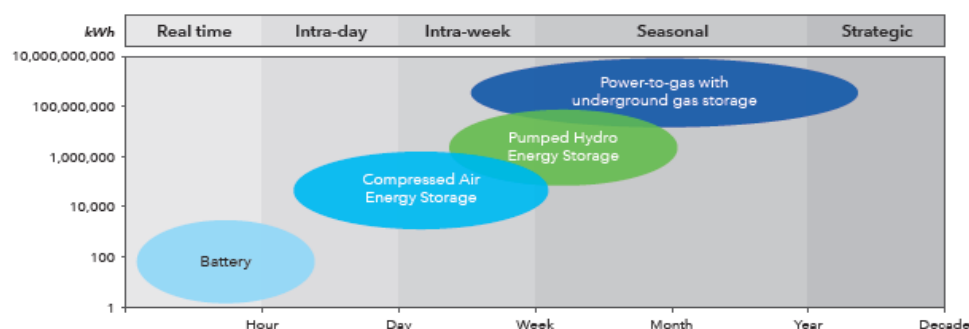 kWh Real time Intra-day Intra-week Seasonal Strategic
10,000,000,000
Power-to-gas with
underground gas storage
100,000,000
Pumped Hydro
Energy Storage
1,000,000
Compressed Air
Energy Storage
10,000
Battery
100
1
Hour Day Week Month Year Decade